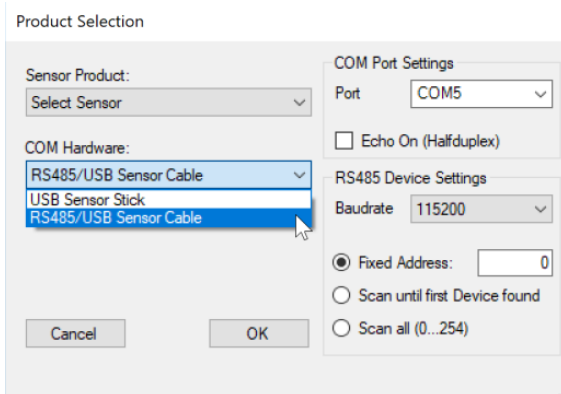 Product Selection
Sensor Product:
Select Sensor
COM Hardware:
RS485/USB Sensor Cable
USB Sensor Stick
RS485/USB Sensor Cable
Cancel
OK
COM Port Settings
Port
COM5
Echo On (Halfduplex)
RS485 Device Settings
Baudrate
115200
Fixed Address:
0
Scan until first Device found
Scan all (0...254)